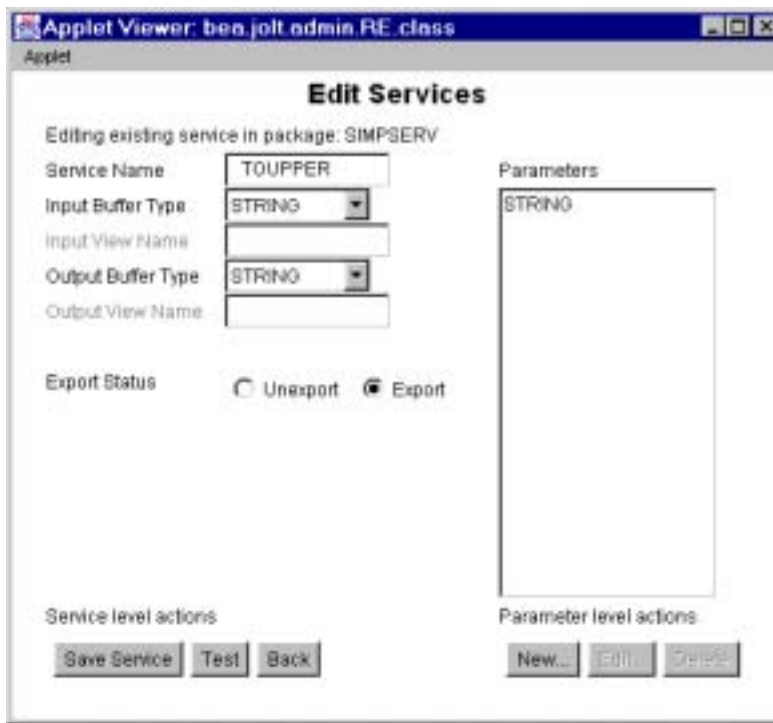 Applet Viewer: bea.jolt.admin.RE.class
Applet
Edit Services
Editing existing service in package: SIMPSERV
Service Name TOUPPER
Parameters
Input Buffer Type STRING
STRING
Input View Name
Output Buffer Type STRING
Output View Name
Export Status Unexport Export
Service level actions
Parameter level actions
Save Service Test Back
New... Edit... Delete